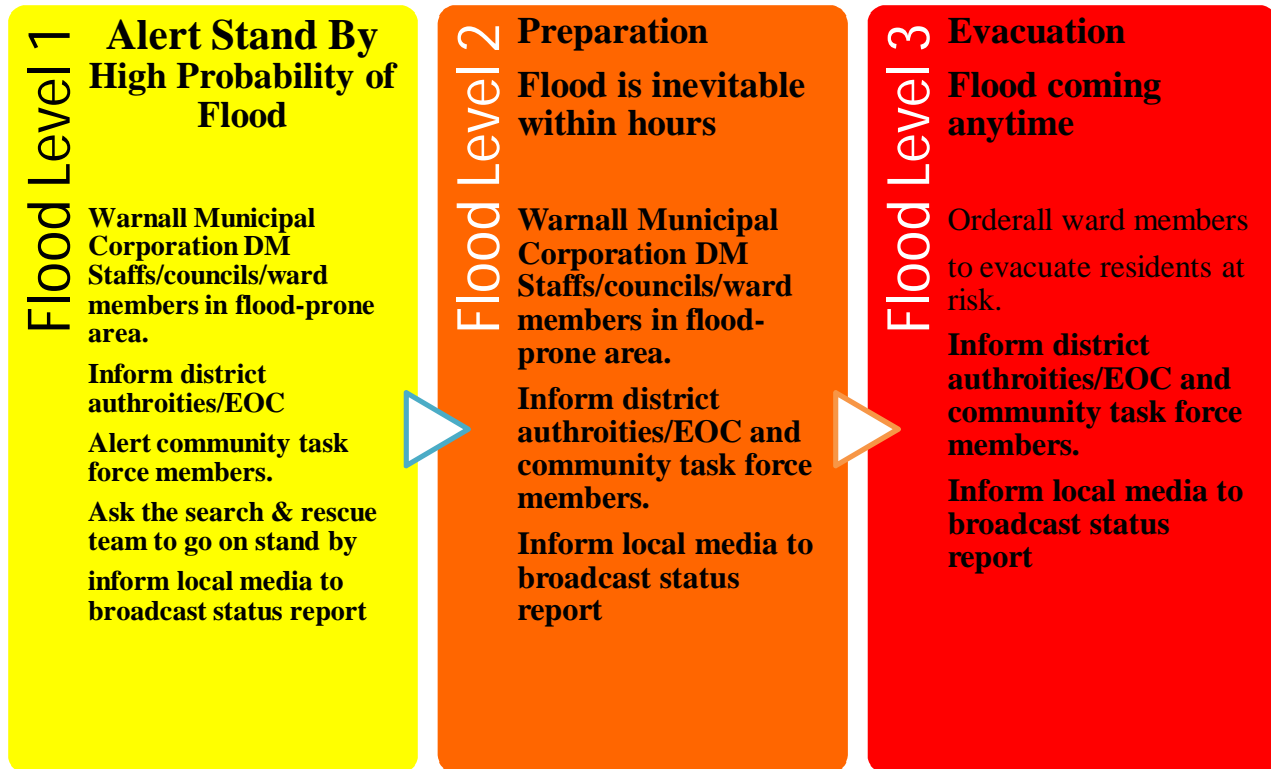 Flood Level 1
Alert Stand By
High Probability of
Flood
Warnall Municipal
Corporation DM
Staffs/councils/ward
members in flood-prone
area.
Inform district
authroities/EOC
Alert community task
force members.
Ask the search & rescue
team to go on stand by
inform local media to
broadcast status report
Flood Level 2
Preparation
Flood is inevitable
within hours
Warnall Municipal
Corporation DM
Staffs/councils/ward
members in flood-
prone area.
Inform district
authroities/EOC and
community task force
members.
Inform local media to
broadcast status
report
Flood Level 3
Evacuation
Flood coming
anytime
Orderall ward members
to evacuate residents at
risk.
Inform district
authroities/EOC and
community task force
members.
Inform local media to
broadcast status
report